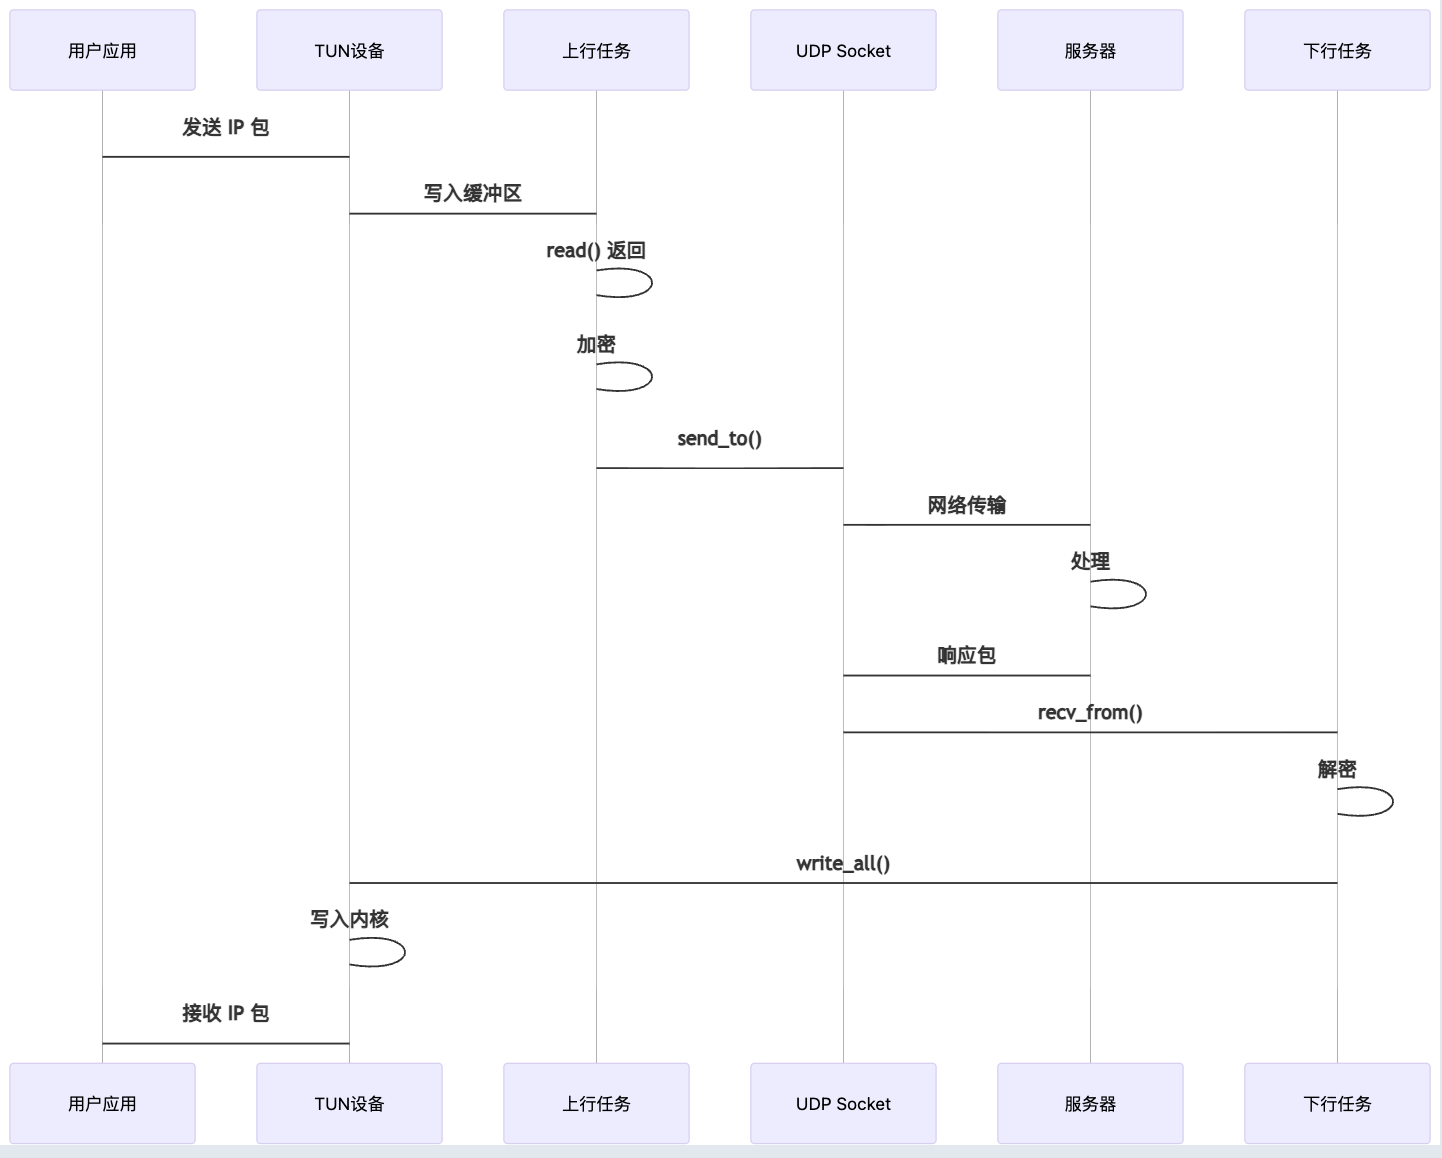 用户应用
TUN设备
上行任务
UDP Socket
服务器
下行任务
发送 IP 包
写入缓冲区
read() 返回
加密
send_to()
网络传输
处理
响应包
recv_from()
解密
write_all()
写入内核
接收 IP 包
用户应用
TUN设备
上行任务
UDP Socket
服务器
下行任务